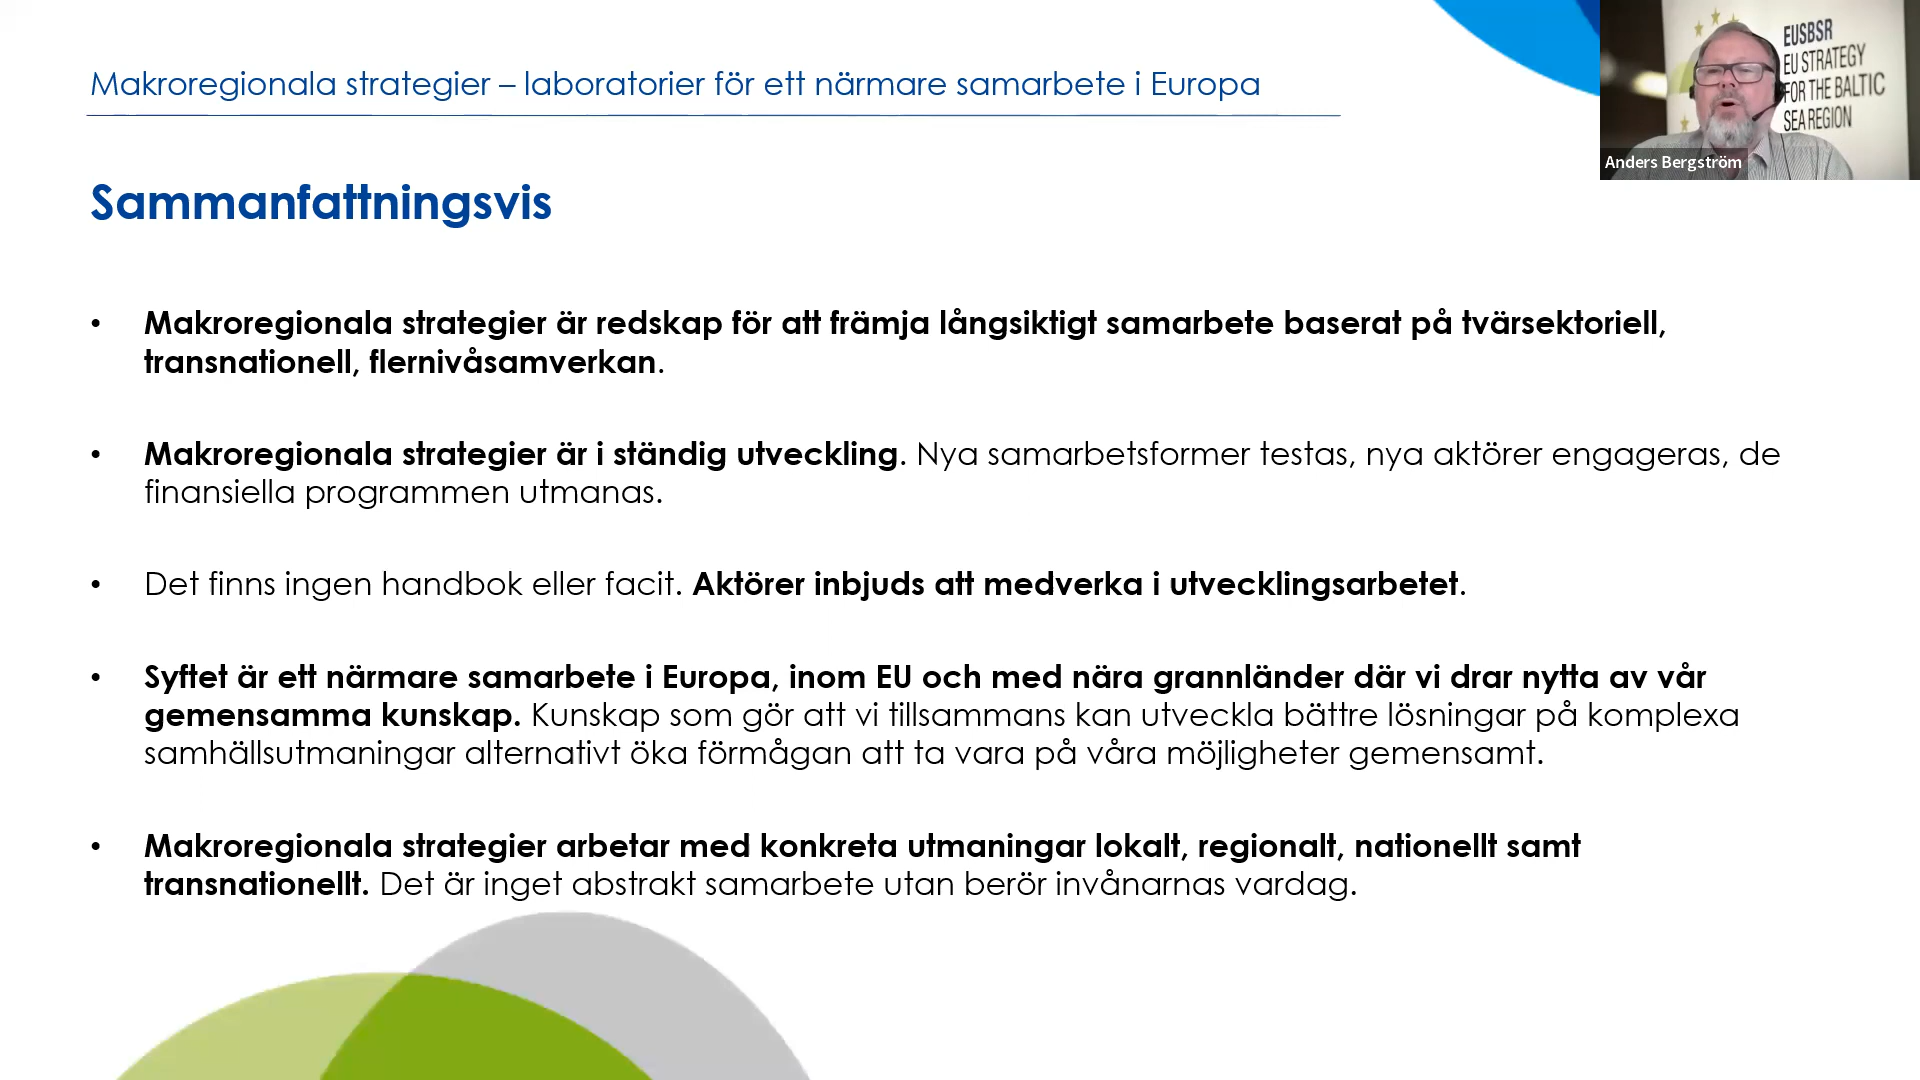 Makroregionala strategier – laboratorier för ett närmare samarbete i Europa
EUSBSR
EU STRATEGY
FOR THE BALTIC
SEA REGION
Anders Bergström
Sammanfattningsvis
• Makroregionala strategier är redskap för att främja långsiktigt samarbete baserat på tvärsektoriell,
transnationell, flernivåsamverkan.
• Makroregionala strategier är i ständig utveckling. Nya samarbetsformer testas, nya aktörer engageras, de
finansiella programmen utmanas.
• Det finns ingen handbok eller facit. Aktörer inbjuds att medverka i utvecklingsarbetet.
• Syftet är ett närmare samarbete i Europa, inom EU och med nära grannländer där vi drar nytta av vår
gemensamma kunskap. Kunskap som gör att vi tillsammans kan utveckla bättre lösningar på komplexa
samhällsutmaningar alternativt öka förmågan att ta vara på våra möjligheter gemensamt.
• Makroregionala strategier arbetar med konkreta utmaningar lokalt, regionalt, nationellt samt
transnationellt. Det är inget abstrakt samarbete utan berör invånarnas vardag.